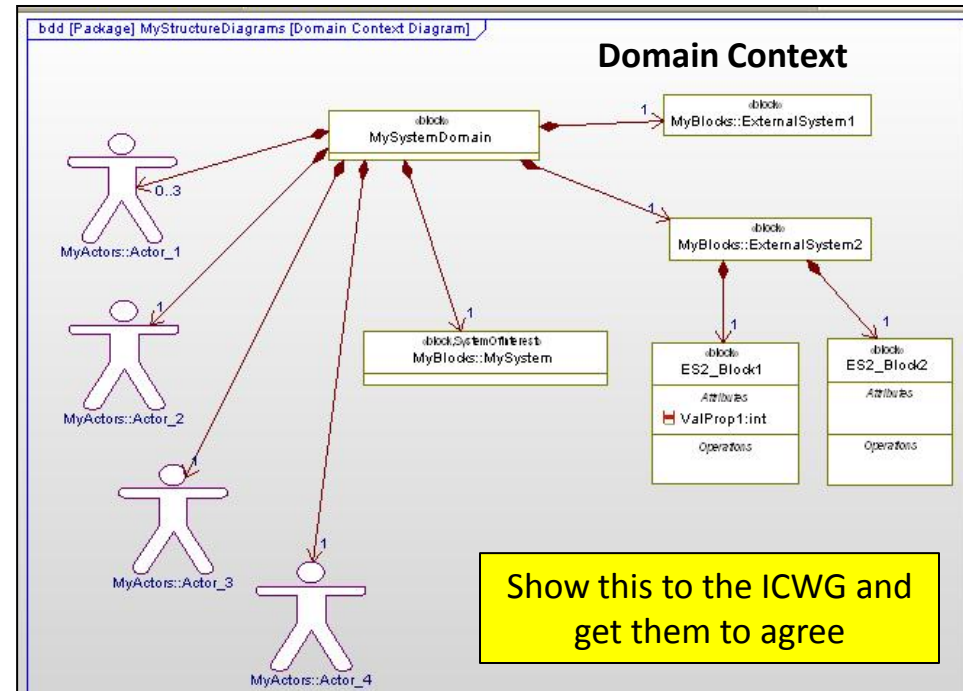 bdd [Package] MyStructureDiagrams [Domain Context Diagram]
Domain Context
«block»
MySystemDomain
1
«block»
MyBlocks::ExternalSystem1
0..3
MyActors::Actor_1
1
«block»
MyBlocks::ExternalSystem2
1
MyActors::Actor_2
1
«block,SystemOfInterest»
MyBlocks::MySystem
1
«block»
ES2_Block1
Attributes
ValProp1:int
Operations
1
«block»
ES2_Block2
Attributes
Operations
1
MyActors::Actor_3
1
MyActors::Actor_4
Show this to the ICWG and
get them to agree